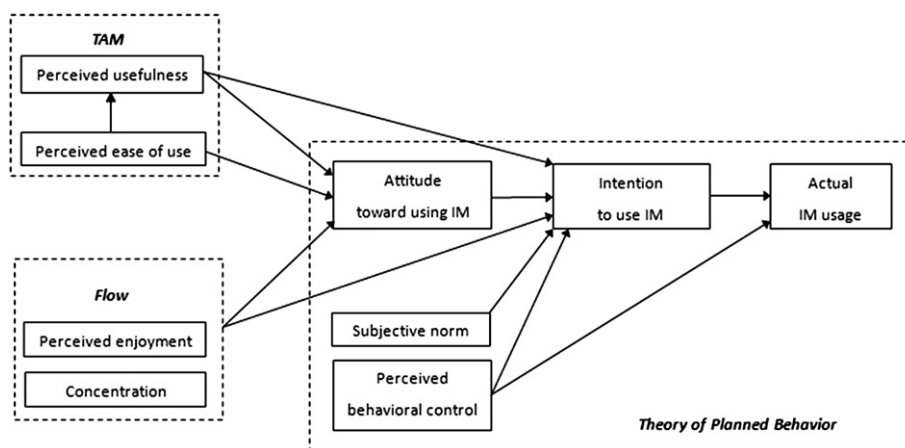 TAM
Perceived usefulness
Perceived ease of use
Attitude
toward using IM
Intention
to use IM
Actual
IM usage
Flow
Perceived enjoyment
Concentration
Subjective norm
Perceived
behavioral control
Theory of Planned Behavior